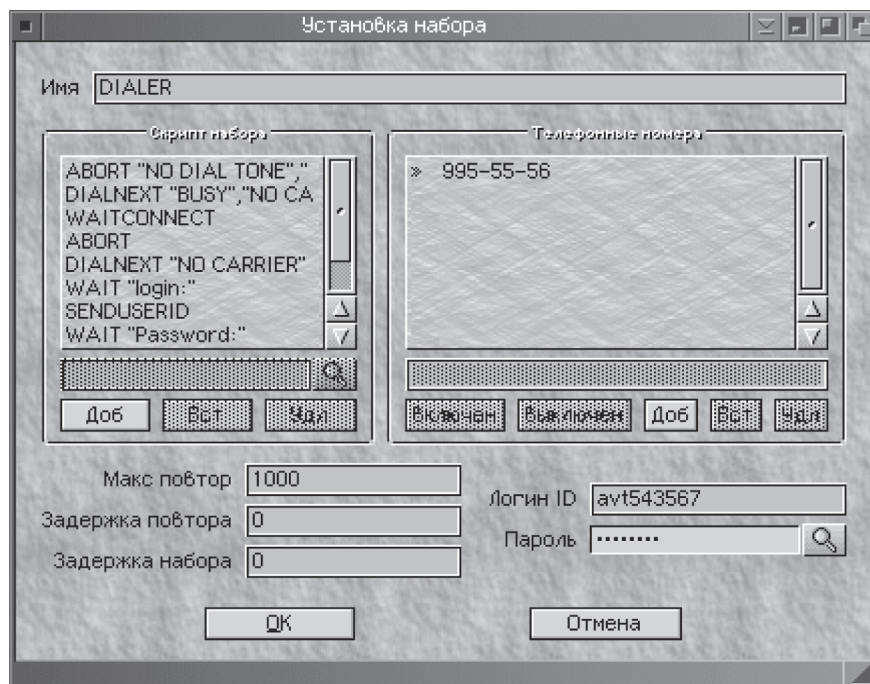 Установка набора
Имя DIALER
Скрипт набора
ABORT "NO DIAL TONE","
DIALNEXT "BUSY","NO CA
WAITCONNECT
ABORT
DIALNEXT "NO CARRIER"
WAIT "login:"
SENDUSERID
WAIT "Password:"
Доб Вст Удл
Телефонные номера
» 995-55-56
Включен Выключен Доб Вст Удл
Макс повтор 1000
Задержка повтора 0
Задержка набора 0
Логин ID avt543567
Пароль ••••••••
OK Отмена